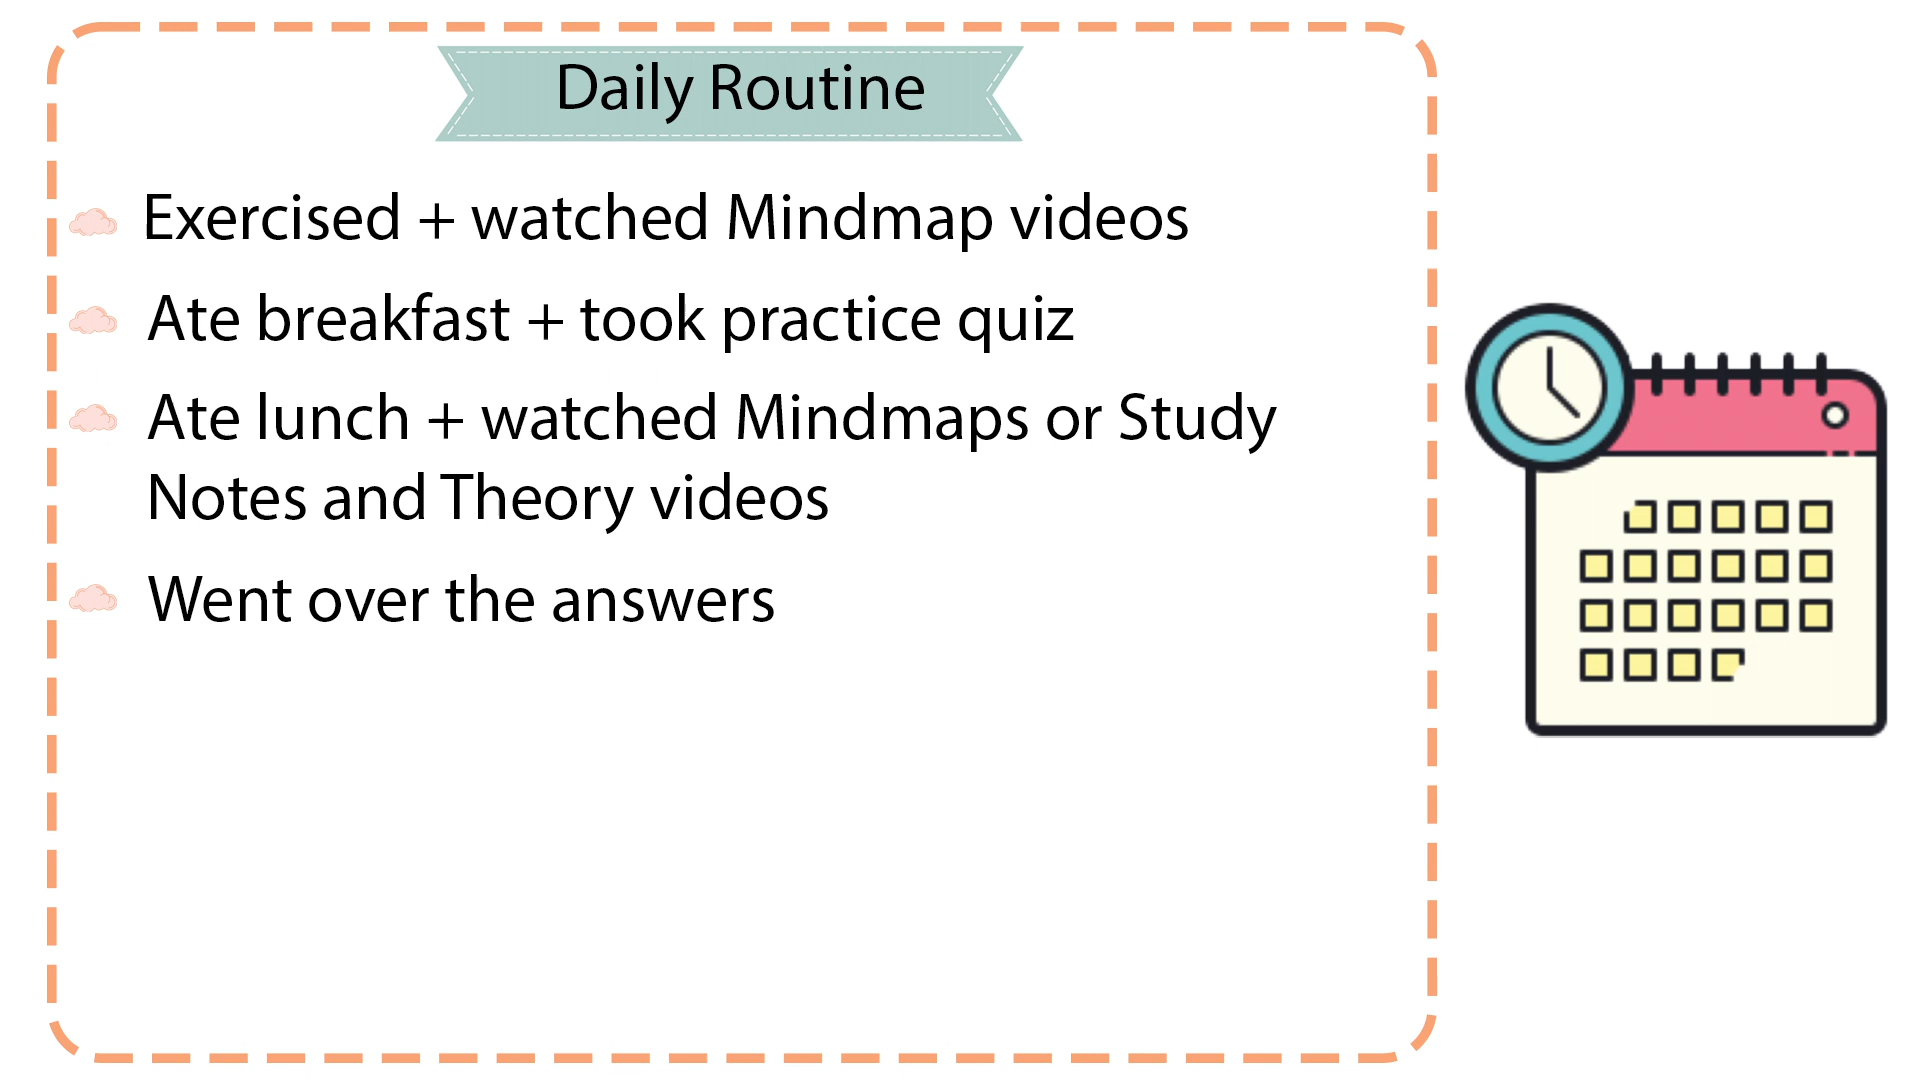 Daily Routine
Exercised + watched Mindmap videos
Ate breakfast + took practice quiz
Ate lunch + watched Mindmaps or Study
Notes and Theory videos
Went over the answers